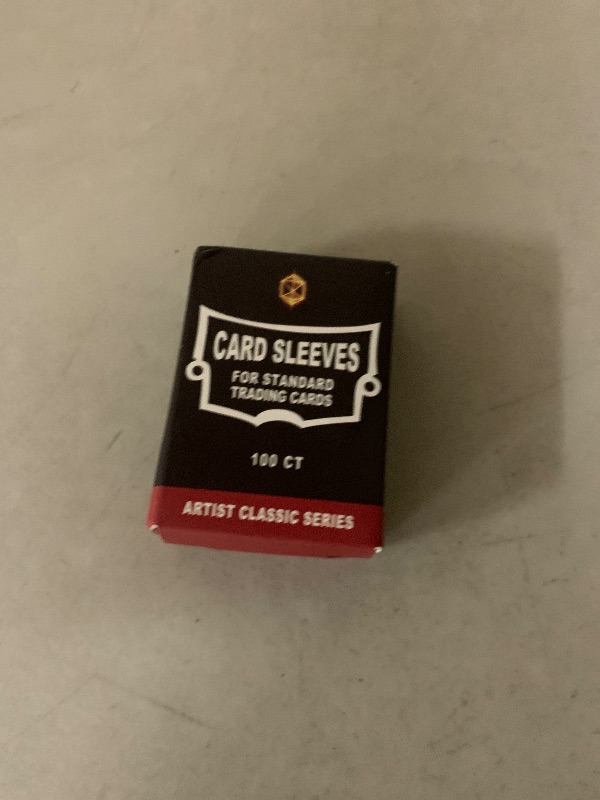 CARD SLEEVES
FOR STANDARD
TRADING CARDS
100 CT
ARTIST CLASSIC SERIES